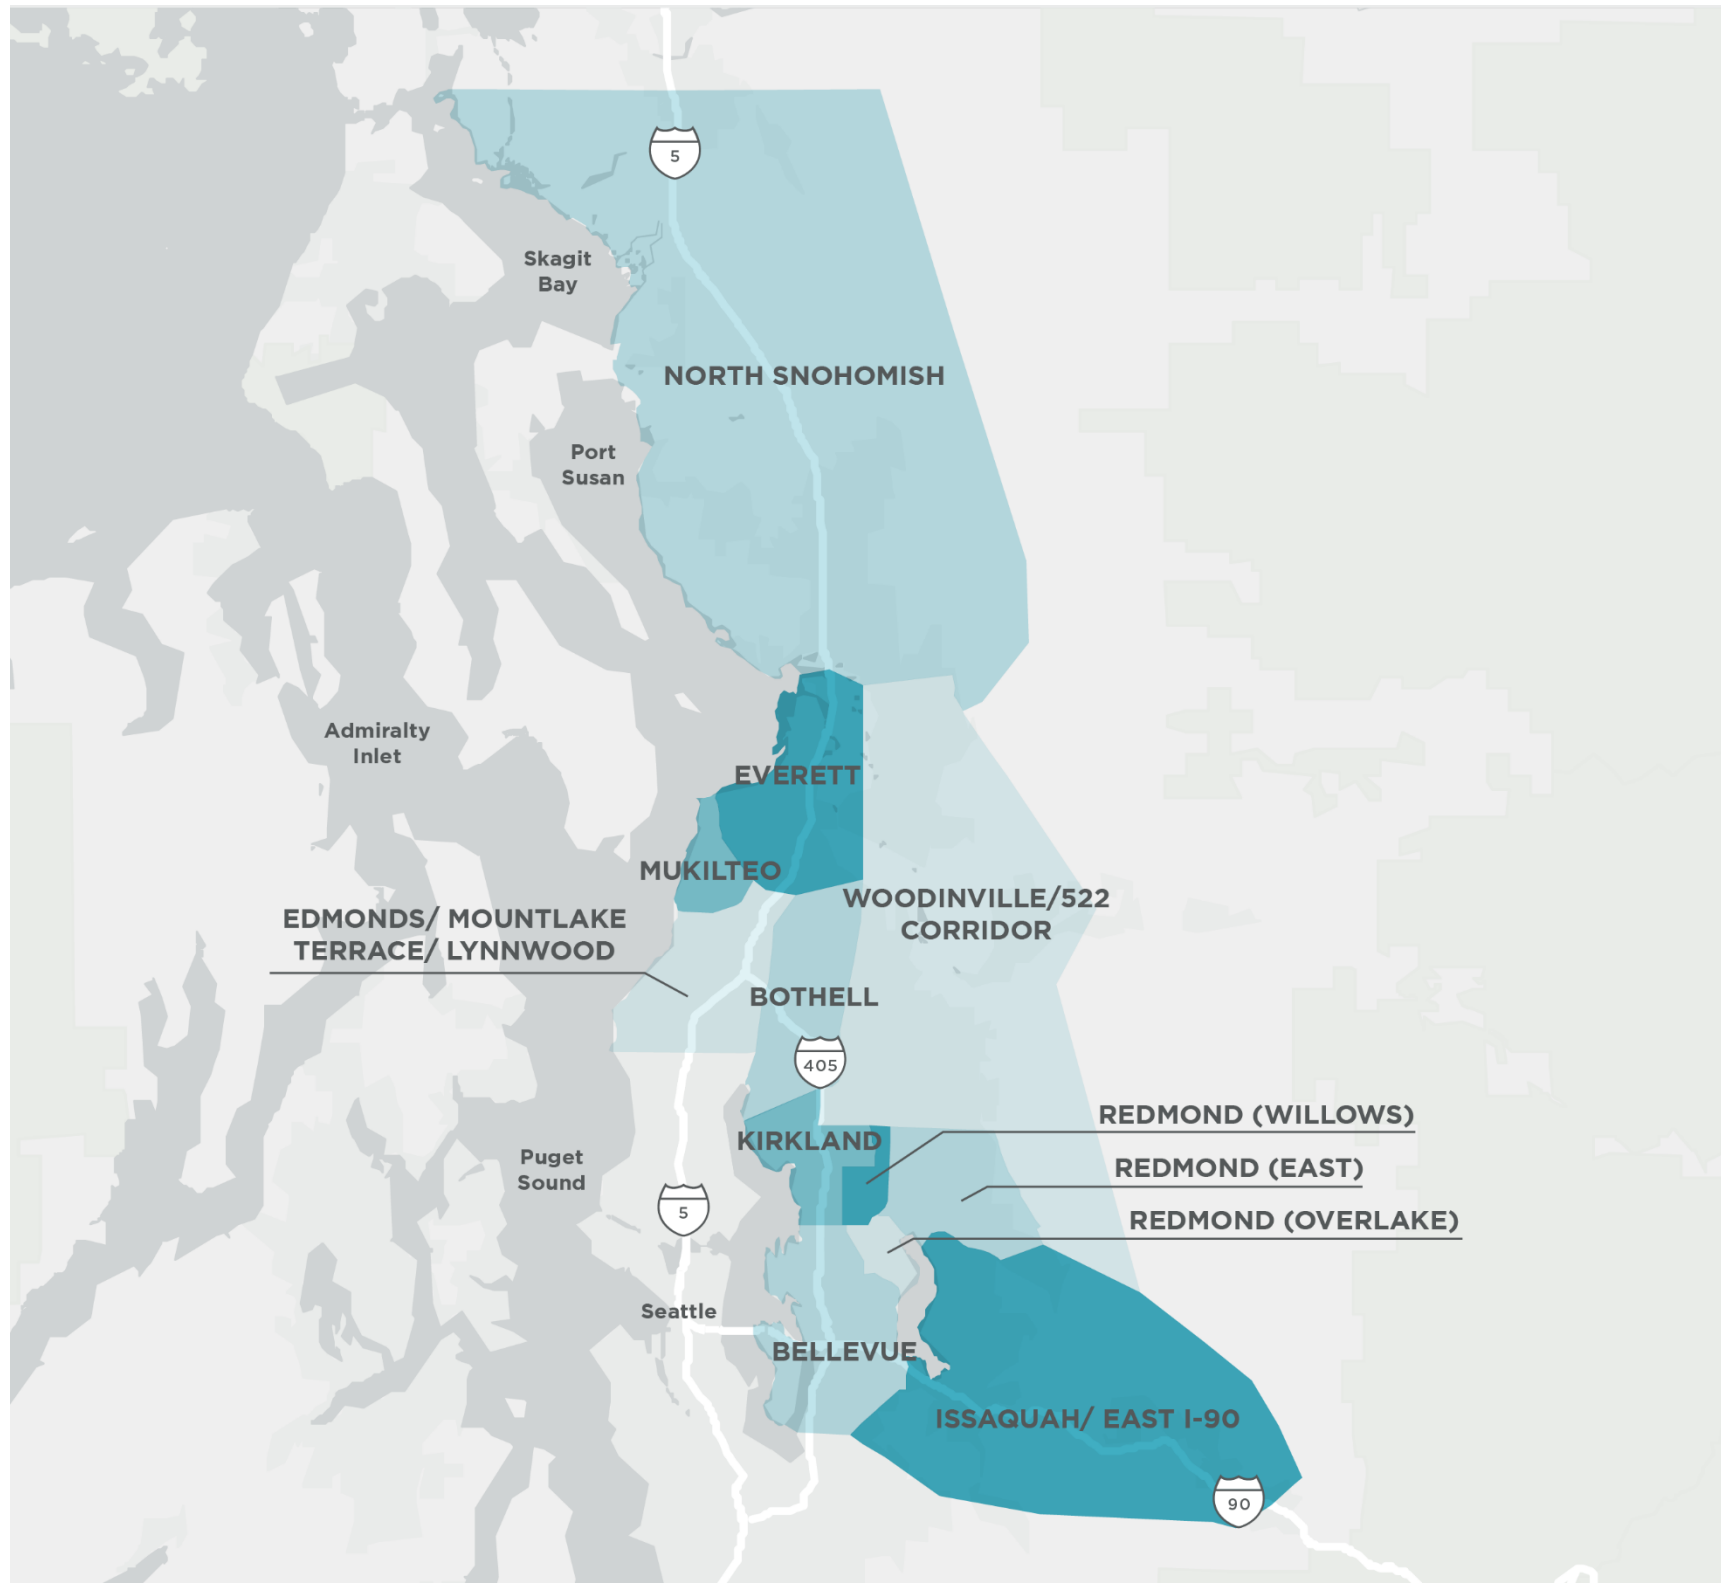 5
Skagit
Bay
NORTH SNOHOMISH
Port
Susan
Admiralty
Inlet
EVERETT
MUKILTEO
WOODINVILLE/522
CORRIDOR
EDMONDS/ MOUNTLAKE
TERRACE/ LYNNWOOD
BOTHELL
405
REDMOND (WILLOWS)
KIRKLAND
REDMOND (EAST)
Puget
Sound
5
REDMOND (OVERLAKE)
Seattle
BELLEVUE
ISSAQUAH/ EAST I-90
90